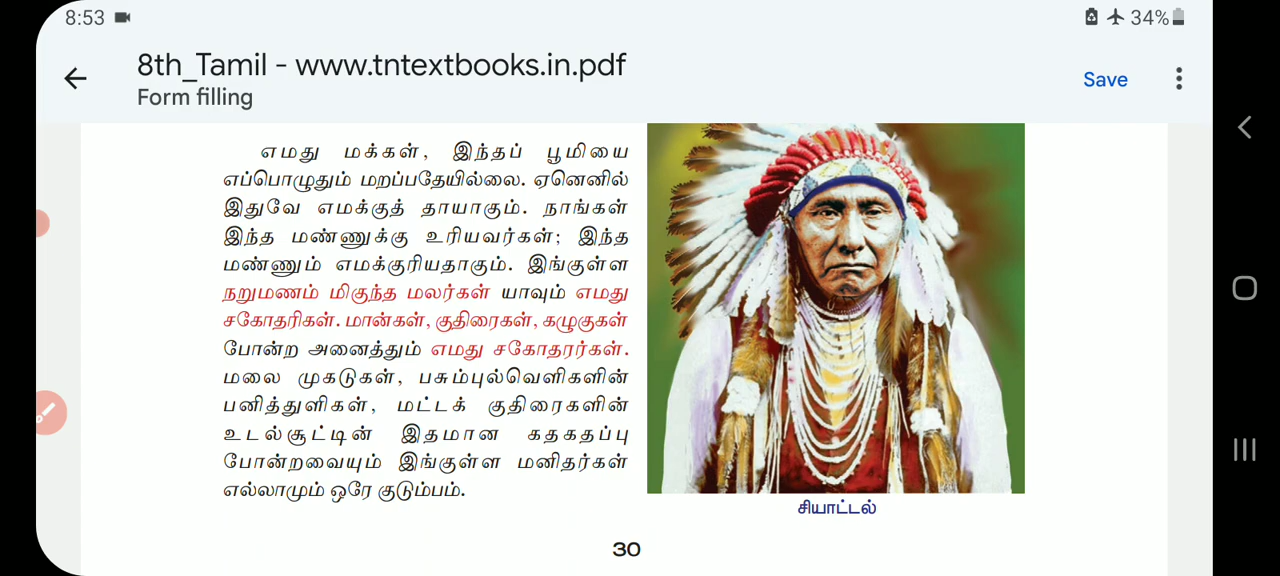 8:53
34%
8th_Tamil - www.tntextbooks.in.pdf
Form filling
Save
எமது மக்கள், இந்தப் பூமியை
எப்பொழுதும் மறப்பதேயில்லை. ஏனெனில்
இதுவே எமக்குத் தாயாகும். நாங்கள்
இந்த மண்ணுக்கு உரியவர்கள்; இந்த
மண்ணும் எமக்குரியதாகும். இங்குள்ள
நறுமணம் மிகுந்த மலர்கள் யாவும் எமது
சகோதரிகள். மான்கள், குதிரைகள், கழுகுகள்
போன்ற அனைத்தும் எமது சகோதரர்கள்.
மலை முகடுகள், பசும்புல்வெளிகளின்
பனித்துளிகள், மட்டக் குதிரைகளின்
உடல்சூட்டின் இதமான கதகதப்பு
போன்றவையும் இங்குள்ள மனிதர்கள்
எல்லாமும் ஒரே குடும்பம்.
சியாட்டல்
30